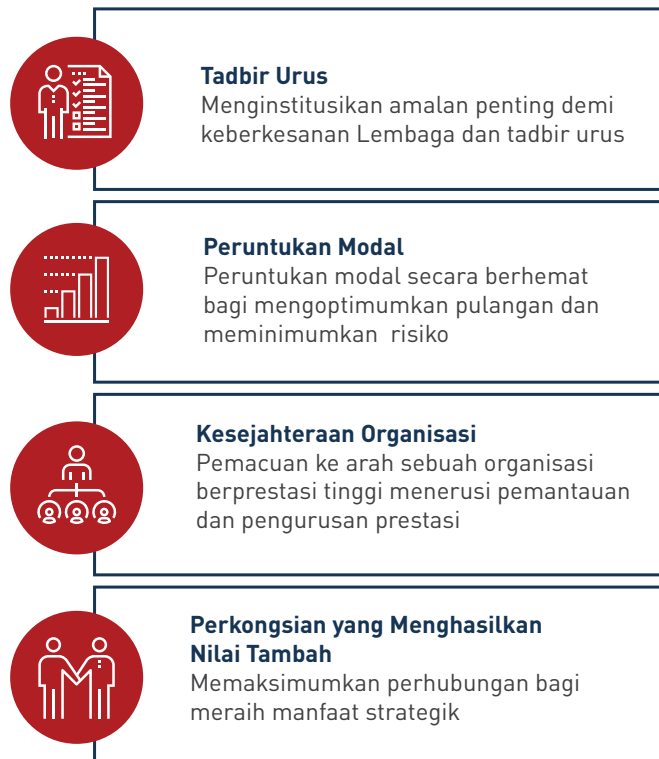 Tadbir Urus
Menginstitusikan amalan penting demi
keberkesanan Lembaga dan tadbir urus
Peruntukan Modal
Peruntukan modal secara berhemat
bagi mengoptimumkan pulangan dan
meminimumkan risiko
Kesejahteraan Organisasi
Pemacuan ke arah sebuah organisasi
berprestasi tinggi menerusi pemantauan
dan pengurusan prestasi
Perkongsian yang Menghasilkan
Nilai Tambah
Memaksimumkan perhubungan bagi
meraih manfaat strategik